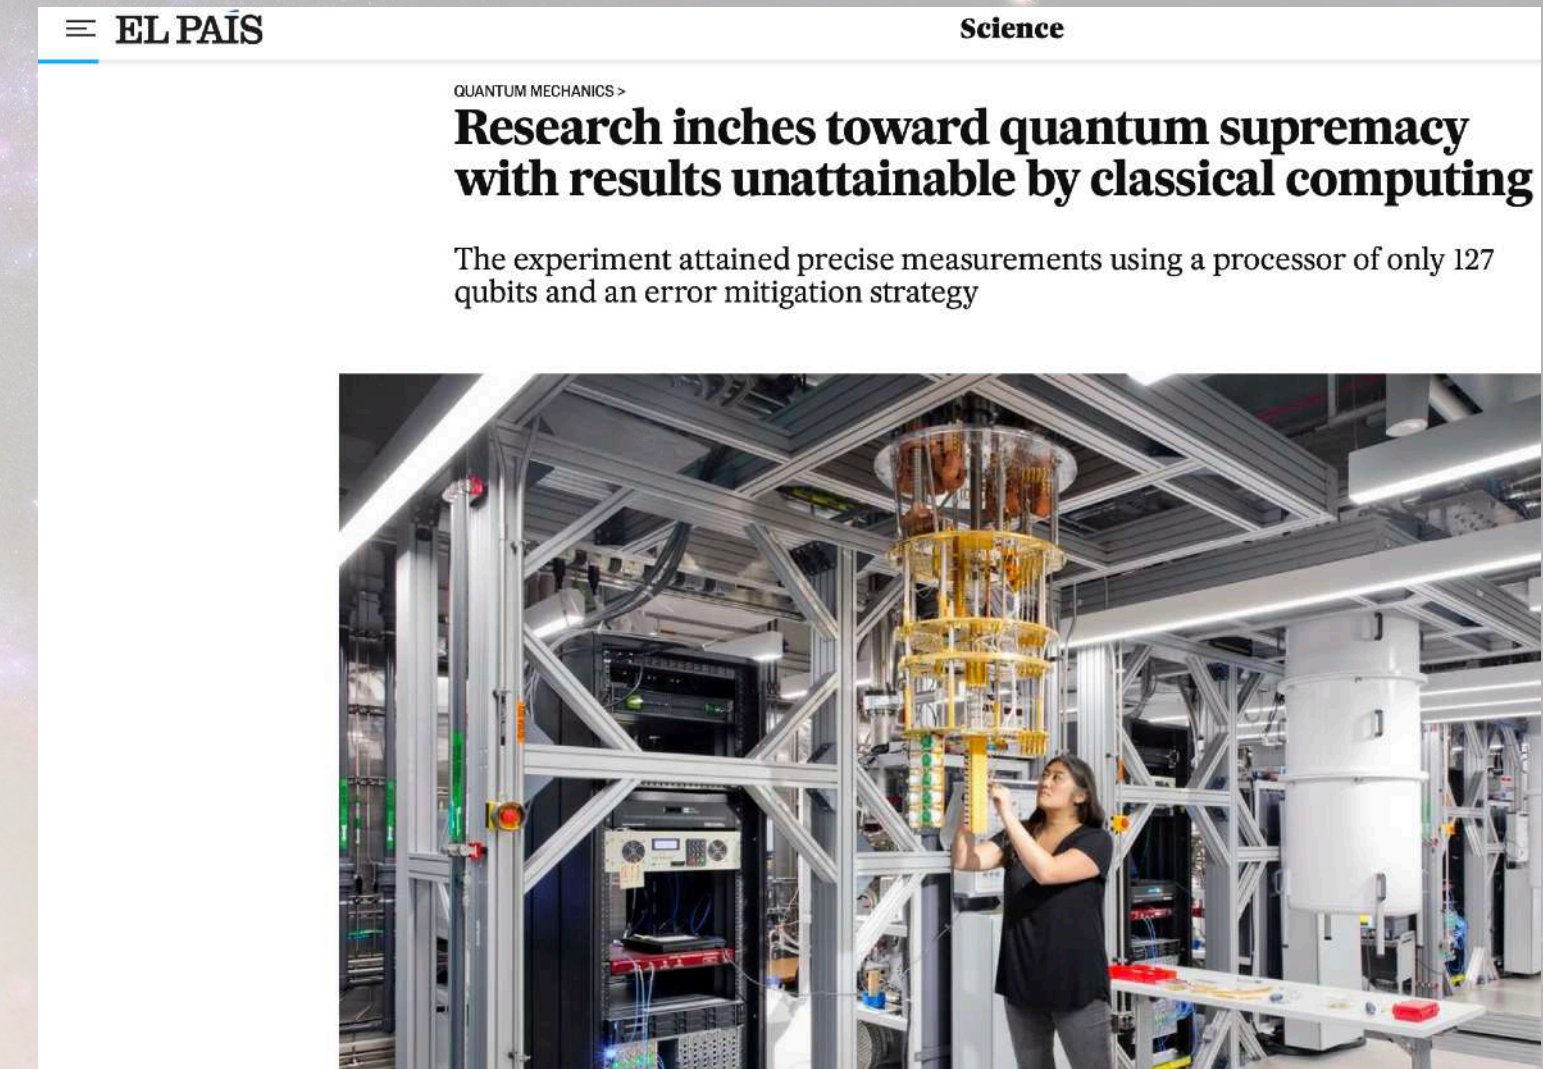 EL PAÍS
Science
QUANTUM MECHANICS >
Research inches toward quantum supremacy
with results unattainable by classical computing
The experiment attained precise measurements using a processor of only 127
qubits and an error mitigation strategy